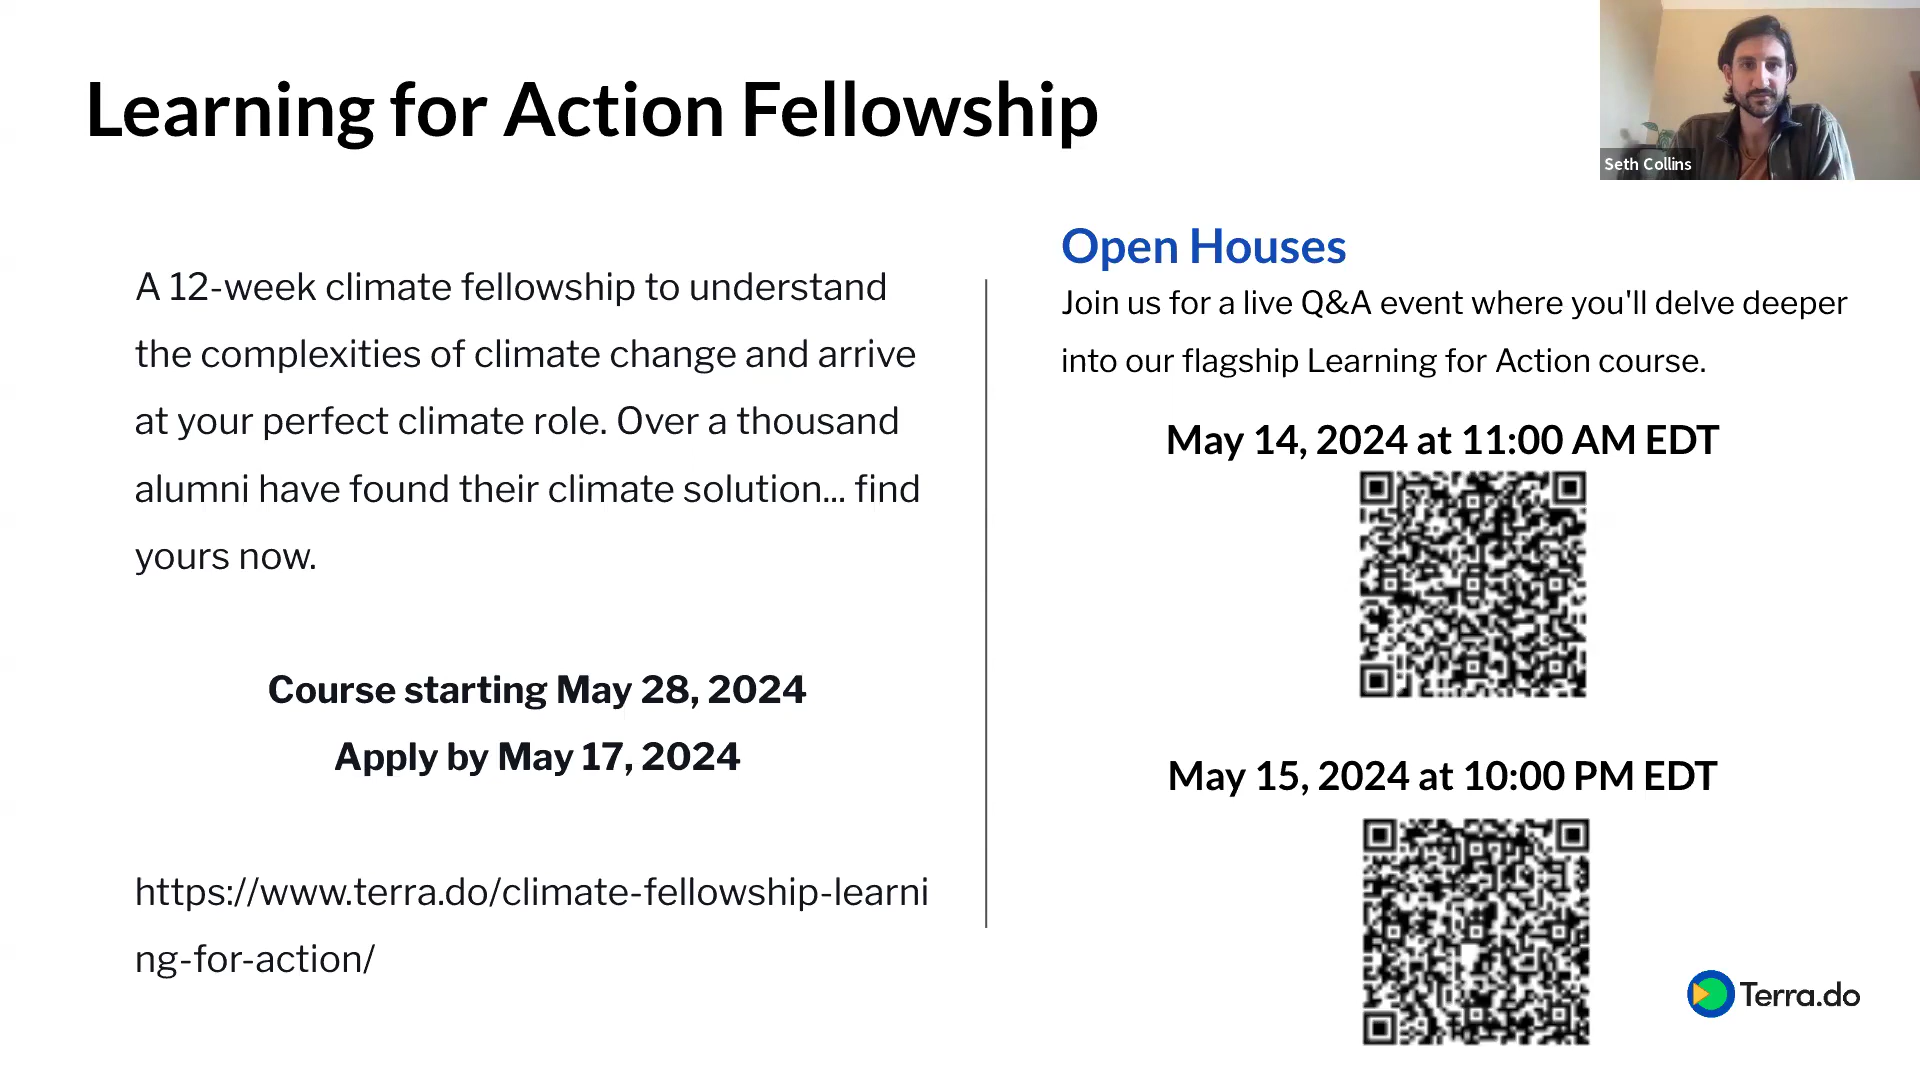 Learning for Action Fellowship
Seth Collins
A 12-week climate fellowship to understand
the complexities of climate change and arrive
at your perfect climate role. Over a thousand
alumni have found their climate solution... find
yours now.
Course starting May 28, 2024
Apply by May 17, 2024
https://www.terra.do/climate-fellowship-learni
ng-for-action/
Open Houses
Join us for a live Q&A event where you'll delve deeper
into our flagship Learning for Action course.
May 14, 2024 at 11:00 AM EDT
May 15, 2024 at 10:00 PM EDT
Terra.do